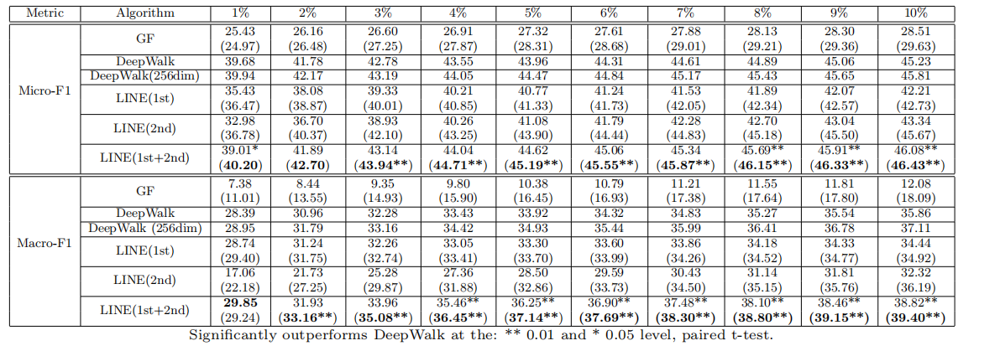 Metric Algorithm 1% 2% 3% 4% 5% 6% 7% 8% 9% 10%
Micro-F1
GF 25.43 26.16 26.60 26.91 27.32 27.61 27.88 28.13 28.30 28.51
(24.97) (26.48) (27.25) (27.87) (28.31) (28.68) (29.01) (29.21) (29.36) (29.63)
DeepWalk 39.68 41.78 42.78 43.55 43.96 44.31 44.61 44.89 45.06 45.23
DeepWalk(256dim) 39.94 42.17 43.19 44.05 44.47 44.84 45.17 45.43 45.65 45.81
LINE(1st) 35.43 38.08 39.33 40.21 40.77 41.24 41.53 41.89 42.07 42.21
(36.47) (38.87) (40.01) (40.85) (41.33) (41.73) (42.05) (42.34) (42.57) (42.73)
LINE(2nd) 32.98 36.70 38.93 40.26 41.08 41.79 42.28 42.70 43.04 43.34
(36.78) (40.37) (42.10) (43.25) (43.90) (44.44) (44.83) (45.18) (45.50) (45.67)
LINE(1st+2nd) 39.01* 41.89 43.14 44.04 44.62 45.06 45.34 45.69** 45.91** 46.08**
(40.20) (42.70) (43.94**) (44.71**) (45.19**) (45.55**) (45.87**) (46.15**) (46.33**) (46.43**)
Macro-F1
GF 7.38 8.44 9.35 9.80 10.38 10.79 11.21 11.55 11.81 12.08
(11.01) (13.55) (14.93) (15.90) (16.45) (16.93) (17.38) (17.64) (17.80) (18.09)
DeepWalk 28.39 30.96 32.28 33.43 33.92 34.32 34.83 35.27 35.54 35.86
DeepWalk (256dim) 28.95 31.79 33.16 34.42 34.93 35.44 35.99 36.41 36.78 37.11
LINE(1st) 28.74 31.24 32.26 33.05 33.30 33.60 33.86 34.18 34.33 34.44
(29.40) (31.75) (32.74) (33.41) (33.70) (33.99) (34.26) (34.52) (34.77) (34.92)
LINE(2nd) 17.06 21.73 25.28 27.36 28.50 29.59 30.43 31.14 31.81 32.32
(22.18) (27.25) (29.87) (31.88) (32.86) (33.73) (34.50) (35.15) (35.76) (36.19)
LINE(1st+2nd) 29.85 31.93 33.96 35.46** 36.25** 36.90** 37.48** 38.10** 38.46** 38.82**
(29.24) (33.16**) (35.08**) (36.45**) (37.14**) (37.69**) (38.30**) (38.80**) (39.15**) (39.40**)
Significantly outperforms DeepWalk at the: ** 0.01 and * 0.05 level, paired t-test.